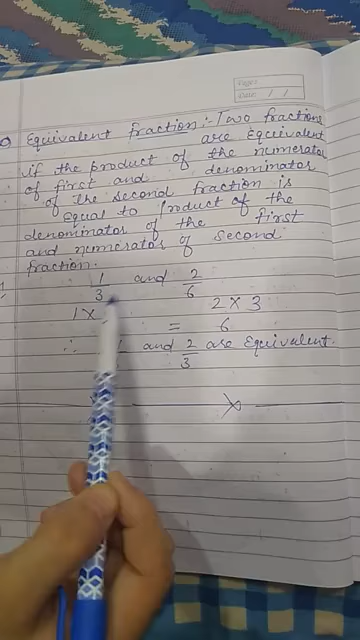 Page:
Date: / /
Equivalent fraction :- Two fractions
are Equivalent
if the product of the numerator
of first and denominator
of the second fraction is
Equal to Product of the
denominator of the first
and numerator of second
fraction.
1/3 and 2/6
1 × 2 × 3
= 6
∴ and 2/3 are Equivalent